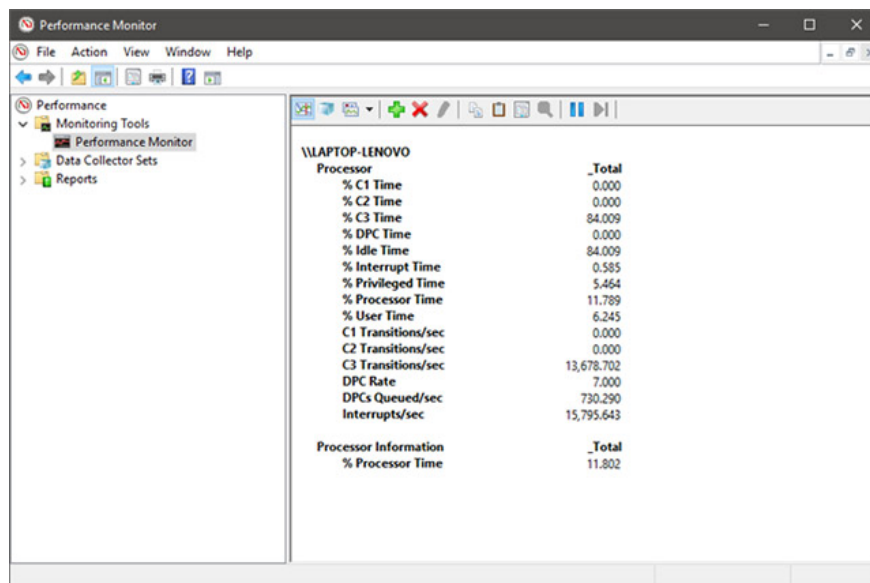 Performance Monitor
File Action View Window Help
Performance
Monitoring Tools
Performance Monitor
Data Collector Sets
Reports
\\LAPTOP-LENOVO
Processor _Total
% C1 Time 0.000
% C2 Time 0.000
% C3 Time 84.009
% DPC Time 0.000
% Idle Time 84.009
% Interrupt Time 0.585
% Privileged Time 5.464
% Processor Time 11.789
% User Time 6.245
C1 Transitions/sec 0.000
C2 Transitions/sec 0.000
C3 Transitions/sec 13,678.702
DPC Rate 7.000
DPCs Queued/sec 730.290
Interrupts/sec 15,795.643
Processor Information _Total
% Processor Time 11.802